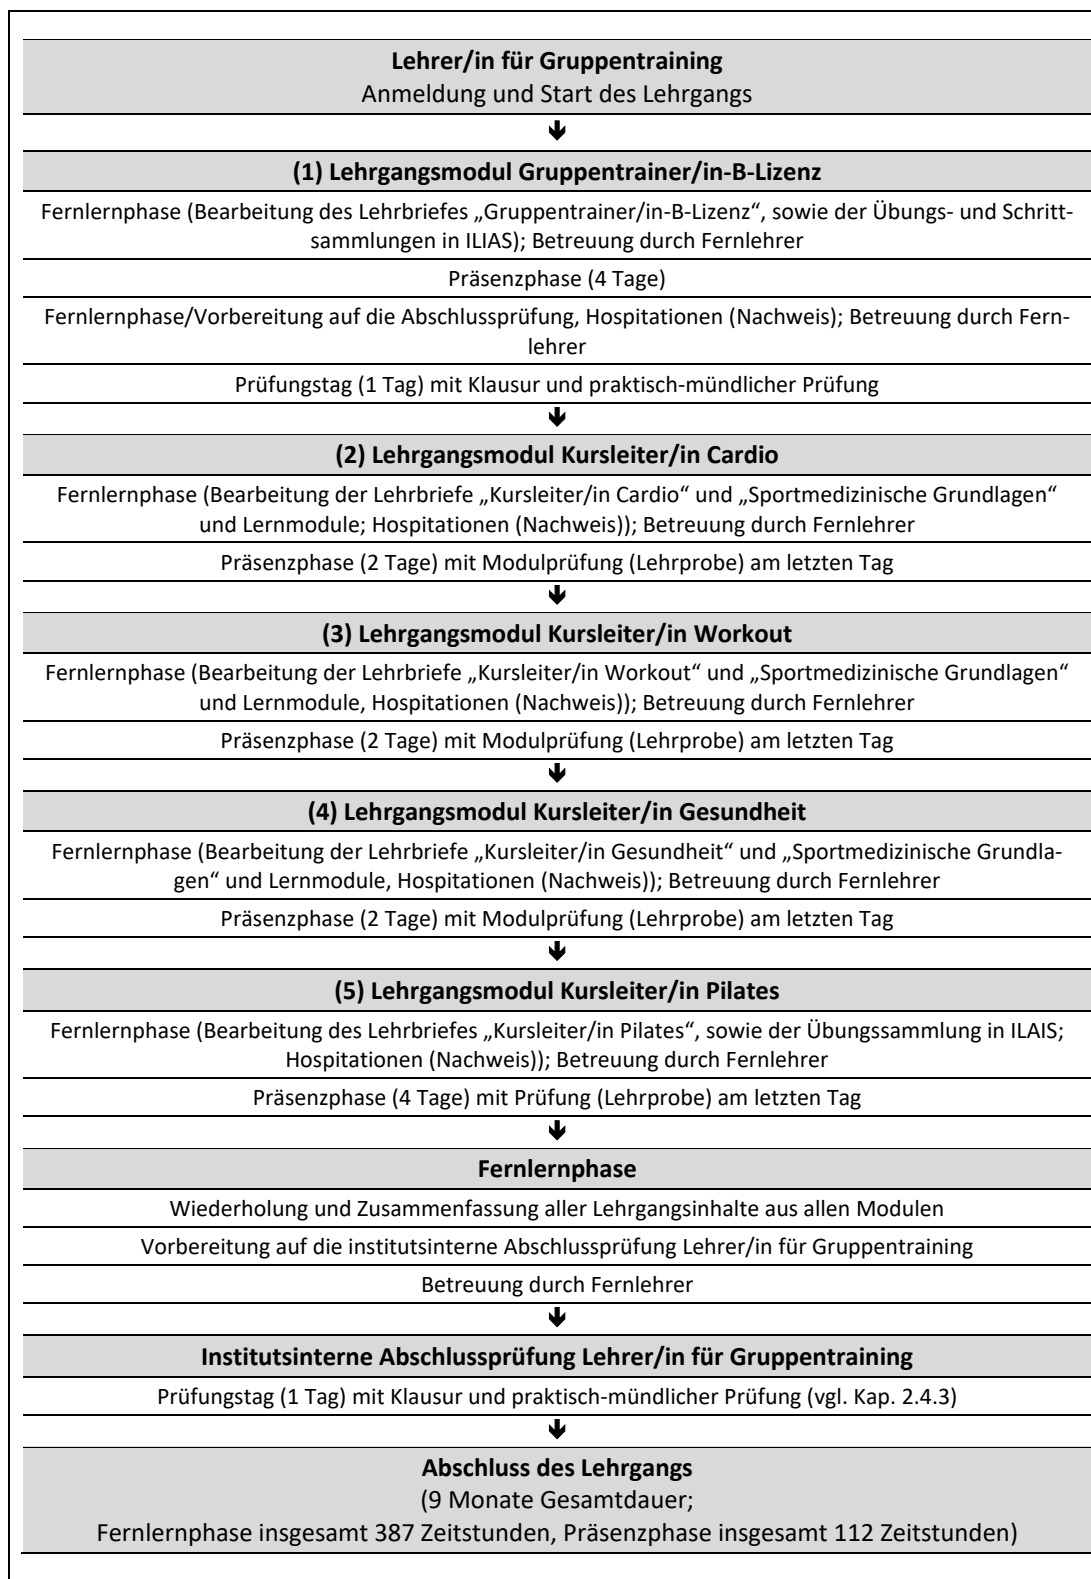 Lehrer/in für Gruppentraining
Anmeldung und Start des Lehrgangs
(1) Lehrgangsmodul Gruppentrainer/in-B-Lizenz
Fernlernphase (Bearbeitung des Lehrbriefes „Gruppentrainer/in-B-Lizenz“, sowie der Übungs- und Schritt-
sammlungen in ILIAS); Betreuung durch Fernlehrer
Präsenzphase (4 Tage)
Fernlernphase/Vorbereitung auf die Abschlussprüfung, Hospitationen (Nachweis); Betreuung durch Fern-
lehrer
Prüfungstag (1 Tag) mit Klausur und praktisch-mündlicher Prüfung
(2) Lehrgangsmodul Kursleiter/in Cardio
Fernlernphase (Bearbeitung der Lehrbriefe „Kursleiter/in Cardio“ und „Sportmedizinische Grundlagen“
und Lernmodule; Hospitationen (Nachweis)); Betreuung durch Fernlehrer
Präsenzphase (2 Tage) mit Modulprüfung (Lehrprobe) am letzten Tag
(3) Lehrgangsmodul Kursleiter/in Workout
Fernlernphase (Bearbeitung der Lehrbriefe „Kursleiter/in Workout“ und „Sportmedizinische Grundlagen“
und Lernmodule, Hospitationen (Nachweis)); Betreuung durch Fernlehrer
Präsenzphase (2 Tage) mit Modulprüfung (Lehrprobe) am letzten Tag
(4) Lehrgangsmodul Kursleiter/in Gesundheit
Fernlernphase (Bearbeitung der Lehrbriefe „Kursleiter/in Gesundheit“ und „Sportmedizinische Grundla-
gen“ und Lernmodule, Hospitationen (Nachweis)); Betreuung durch Fernlehrer
Präsenzphase (2 Tage) mit Modulprüfung (Lehrprobe) am letzten Tag
(5) Lehrgangsmodul Kursleiter/in Pilates
Fernlernphase (Bearbeitung des Lehrbriefes „Kursleiter/in Pilates“, sowie der Übungssammlung in ILAIS;
Hospitationen (Nachweis)); Betreuung durch Fernlehrer
Präsenzphase (4 Tage) mit Prüfung (Lehrprobe) am letzten Tag
Fernlernphase
Wiederholung und Zusammenfassung aller Lehrgangsinhalte aus allen Modulen
Vorbereitung auf die institutsinterne Abschlussprüfung Lehrer/in für Gruppentraining
Betreuung durch Fernlehrer
Institutsinterne Abschlussprüfung Lehrer/in für Gruppentraining
Prüfungstag (1 Tag) mit Klausur und praktisch-mündlicher Prüfung (vgl. Kap. 2.4.3)
Abschluss des Lehrgangs
(9 Monate Gesamtdauer;
Fernlernphase insgesamt 387 Zeitstunden, Präsenzphase insgesamt 112 Zeitstunden)